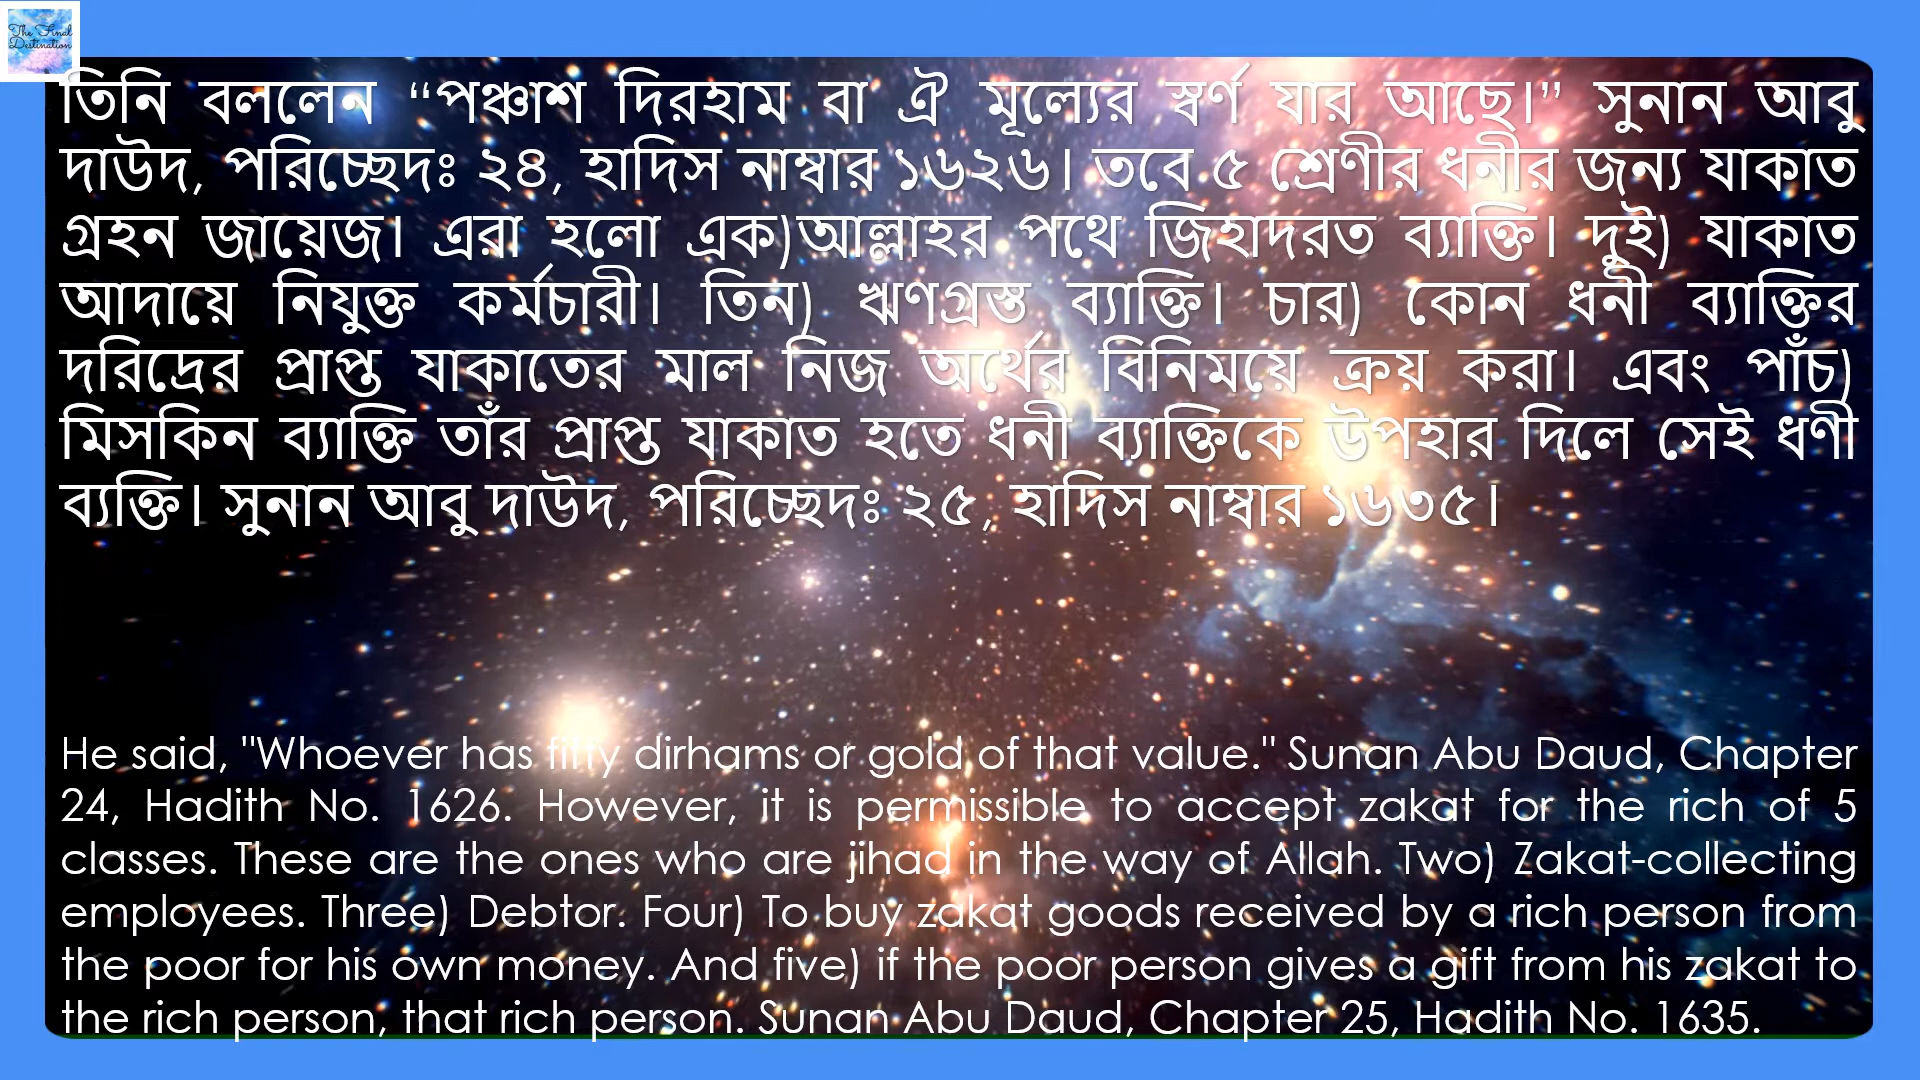 The Final
Destination
তিনি বললেন “পঞ্চাশ দিরহাম বা ঐ মূল্যের স্বর্ণ যার আছে।” সুনান আবু
দাউদ, পরিচ্ছেদঃ ২৪, হাদিস নাম্বার ১৬২৬। তবে ৫ শ্রেণীর ধনীর জন্য যাকাত
গ্রহন জায়েজ। এরা হলো এক)আল্লাহর পথে জিহাদরত ব্যাক্তি। দুই) যাকাত
আদায়ে নিযুক্ত কর্মচারী। তিন) ঋণগ্রস্ত ব্যাক্তি। চার) কোন ধনী ব্যাক্তির
দরিদ্রের প্রাপ্ত যাকাতের মাল নিজ অর্থের বিনিময়ে ক্রয় করা। এবং পাঁচ)
মিসকিন ব্যাক্তি তাঁর প্রাপ্ত যাকাত হতে ধনী ব্যাক্তিকে উপহার দিলে সেই ধণী
ব্যক্তি। সুনান আবু দাউদ, পরিচ্ছেদঃ ২৫, হাদিস নাম্বার ১৬৩৫।
He said, "Whoever has fifty dirhams or gold of that value." Sunan Abu Daud, Chapter
24, Hadith No. 1626. However, it is permissible to accept zakat for the rich of 5
classes. These are the ones who are jihad in the way of Allah. Two) Zakat-collecting
employees. Three) Debtor. Four) To buy zakat goods received by a rich person from
the poor for his own money. And five) if the poor person gives a gift from his zakat to
the rich person, that rich person. Sunan Abu Daud, Chapter 25, Hadith No. 1635.